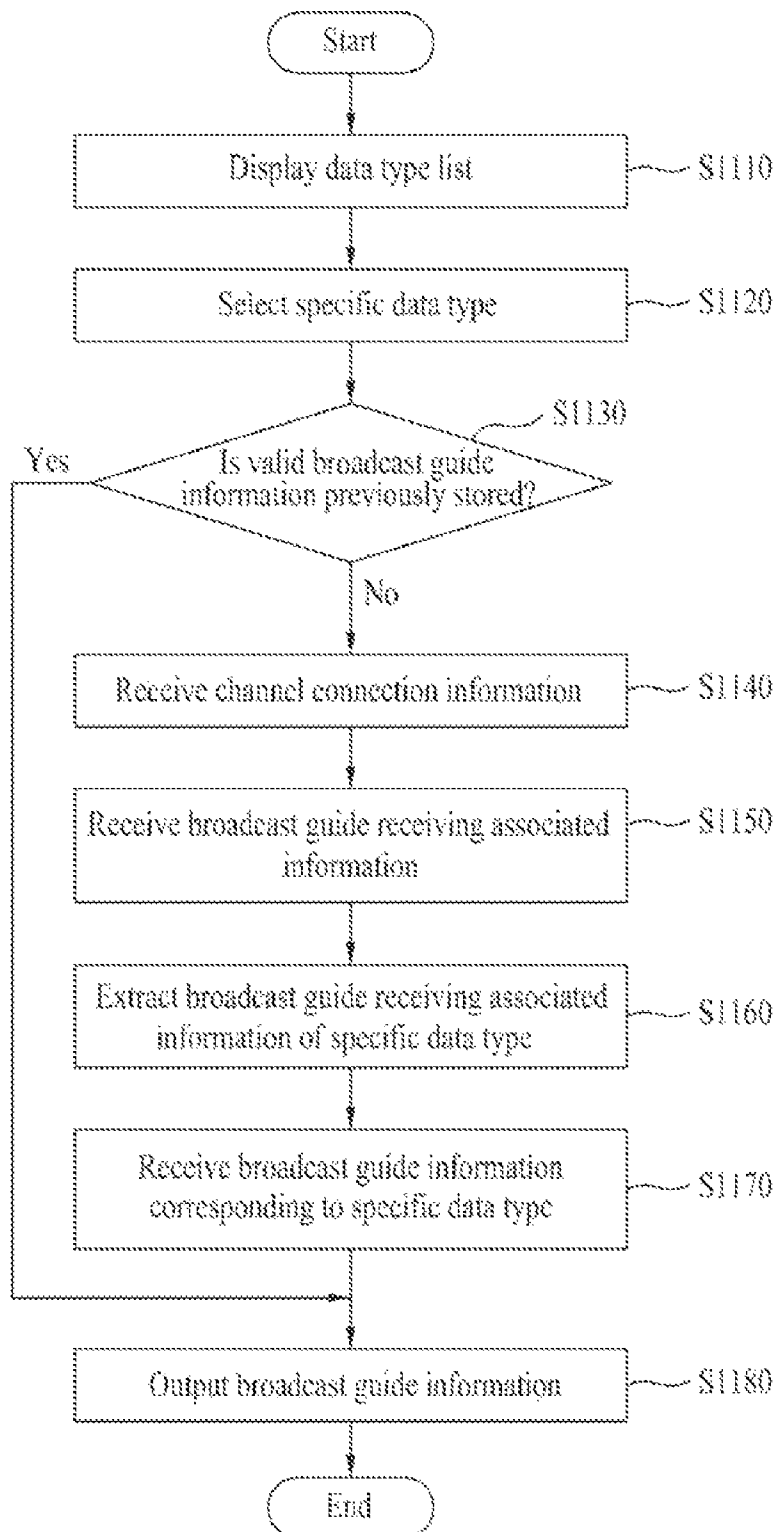 Start
Display data type list
S1110
Select specific data type
S1120
S1130
Yes
Is valid broadcast guide
information previously stored?
No
Receive channel connection information
S1140
Receive broadcast guide receiving associated
information
S1150
Extract broadcast guide receiving associated
information of specific data type
S1160
Receive broadcast guide information
corresponding to specific data type
S1170
Output broadcast guide information
S1180
End